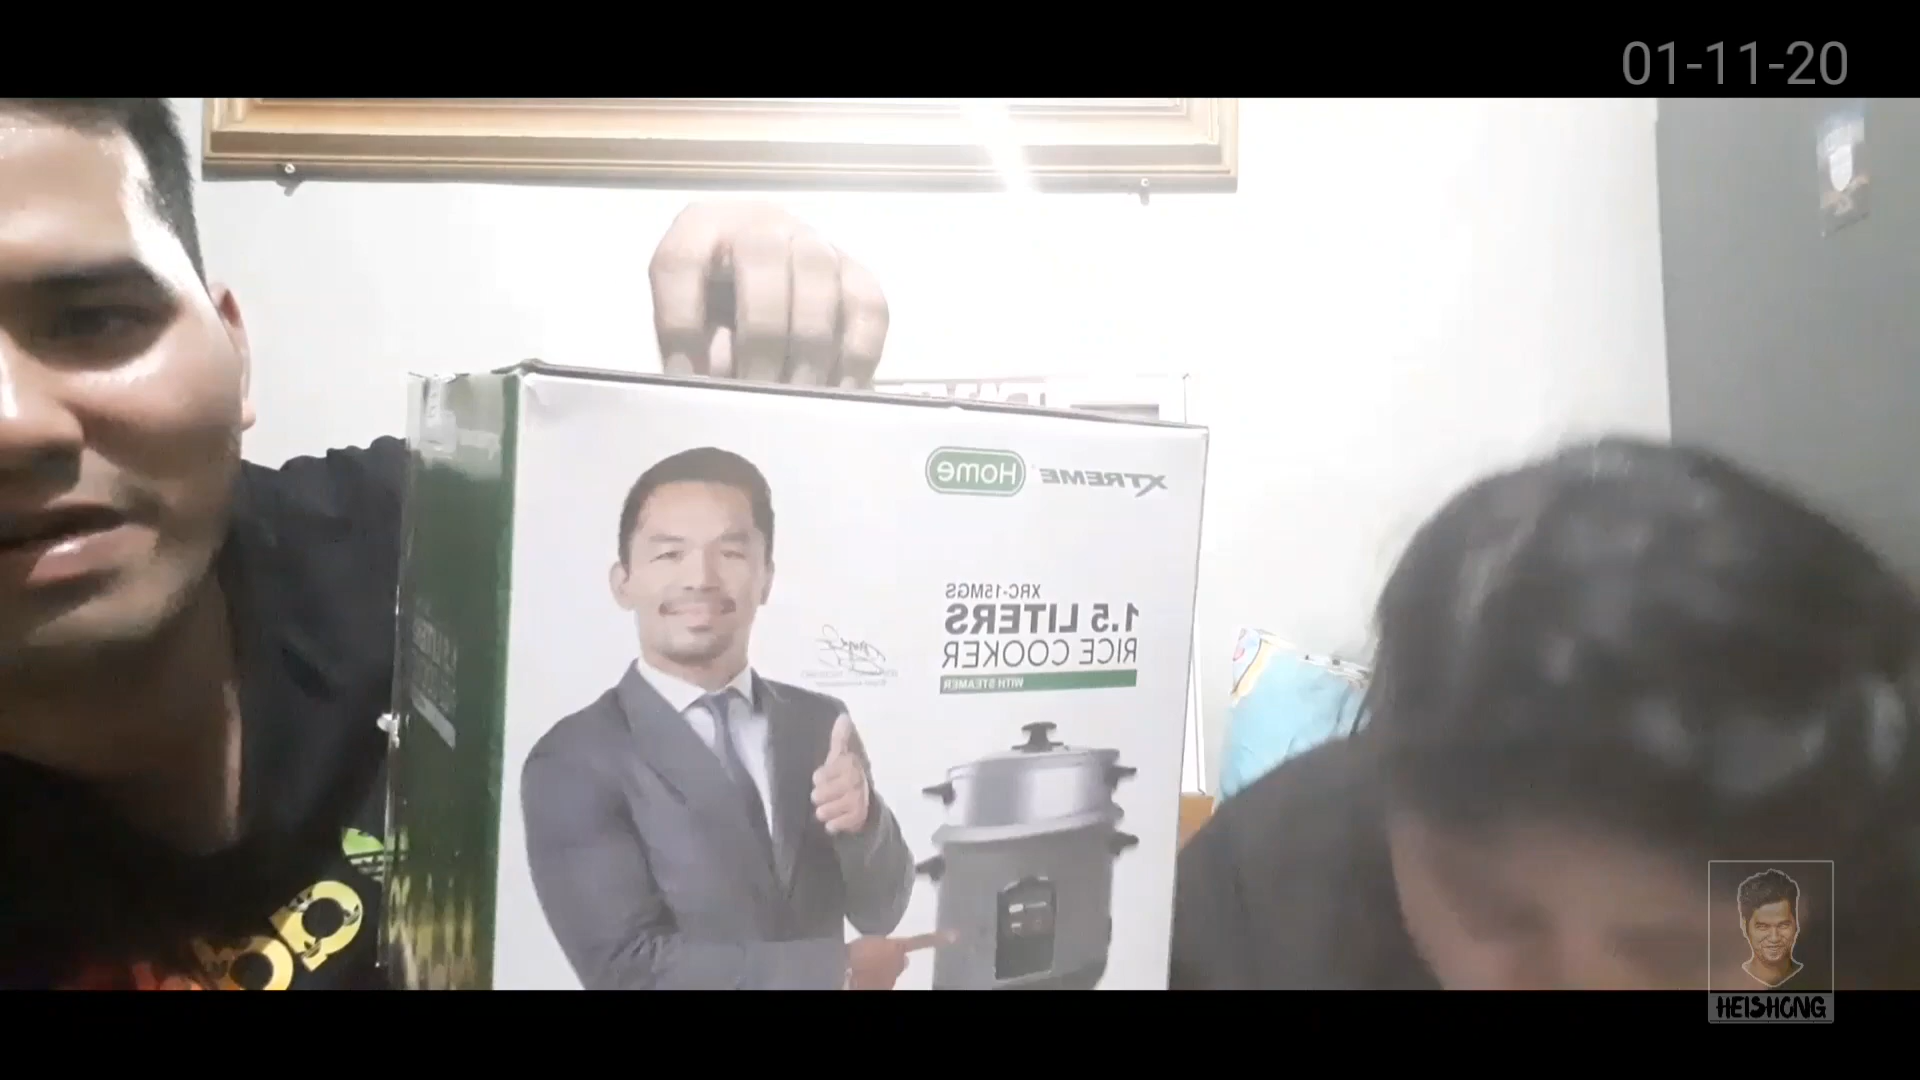 01-11-20
XTREME Home
XRC-15MGS
1.5 LITERS
RICE COOKER
WITH STEAMER
HEISHONG